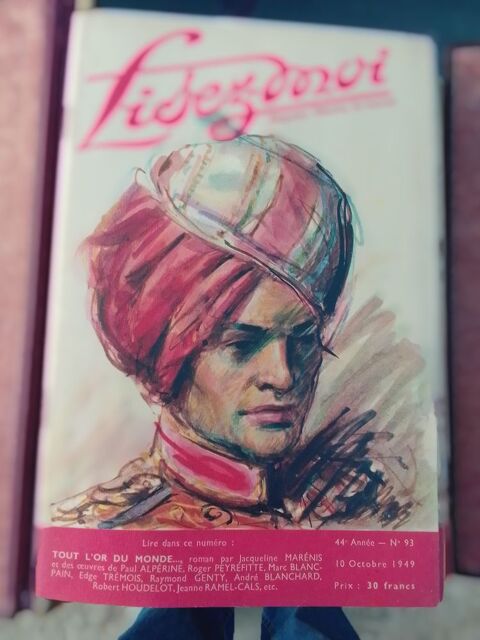 Lisez-moi
Lire dans ce numéro :
TOUT L'OR DU MONDE..., roman par Jacqueline MARÉNIS
et des œuvres de Paul ALPÉRINE, Roger PEYREFITTE, Marc BLANC-
PAIN, Edge TRÉMOIS, Raymond GENTY, André BLANCHARD,
Robert HOUDELOT, Jeanne RAMEL-CALS, etc.
44e Année — N° 93
10 Octobre 1949
Prix : 30 francs